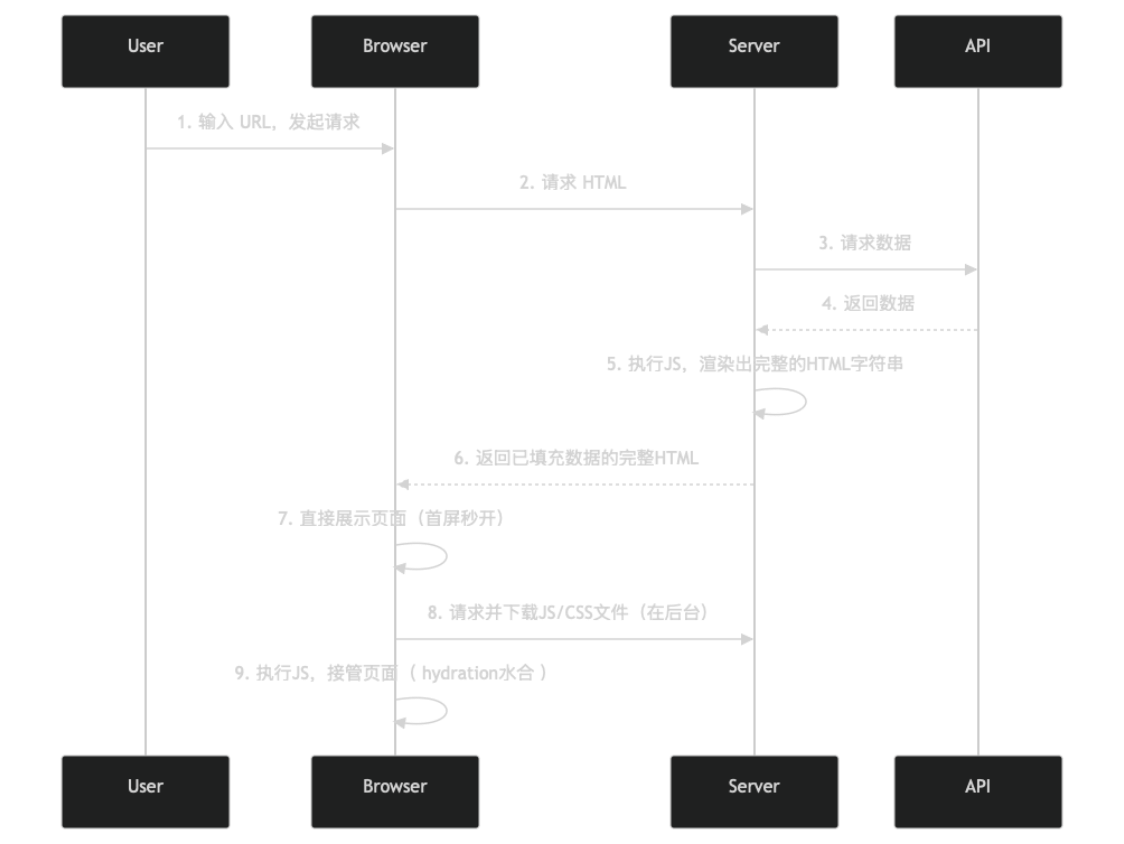 User
Browser
Server
API
1. 输入 URL，发起请求
2. 请求 HTML
3. 请求数据
4. 返回数据
5. 执行JS，渲染出完整的HTML字符串
6. 返回已填充数据的完整HTML
7. 直接展示页面（首屏秒开）
8. 请求并下载JS/CSS文件（在后台）
9. 执行JS，接管页面（ hydration水合 ）
User
Browser
Server
API